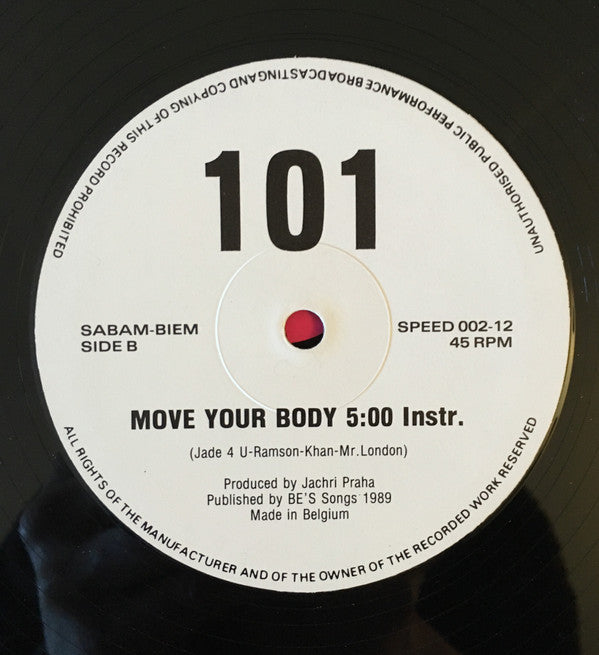 UNAUTHORISED PUBLIC PERFORMANCE BROADCASTINGAND COPYING OF THIS RECORD PROHIBITED
101
SABAM-BIEM
SIDE B
SPEED 002-12
45 RPM
MOVE YOUR BODY 5:00 Instr.
(Jade 4 U-Ramson-Khan-Mr.London)
Produced by Jachri Praha
Published by BE'S Songs 1989
Made in Belgium
ALL RIGHTS OF THE MANUFACTURER AND OF THE OWNER OF THE RECORDED WORK RESERVED